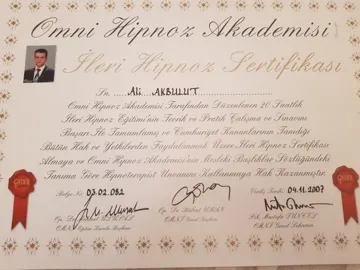 Omni Hipnoz Akademisi
İleri Hipnoz Sertifikası
Sn. Ali AKBULUT
Omni Hipnoz Akademisi Tarafından Düzenlenen 20 Saatlik
İleri Hipnoz Eğitimi'nin Teorik ve Pratik Çalışma ve Sınavını
Başarı İle Tamamlamış ve Cumhuriyet Kanunlarının Tanıdığı
Bütün Hak ve Yetkilerden Faydalanmak Üzere İleri Hipnoz Sertifikası
Almaya ve Omni Hipnoz Akademisi'nin Mesleki Başlıklar Sözlüğündeki
Tanıma Göre Hipnoterapist Unvanını Kullanmaya Hak Kazanmıştır.
Belge No: 03.02.082
Veriliş Tarihi: 04.11.2007